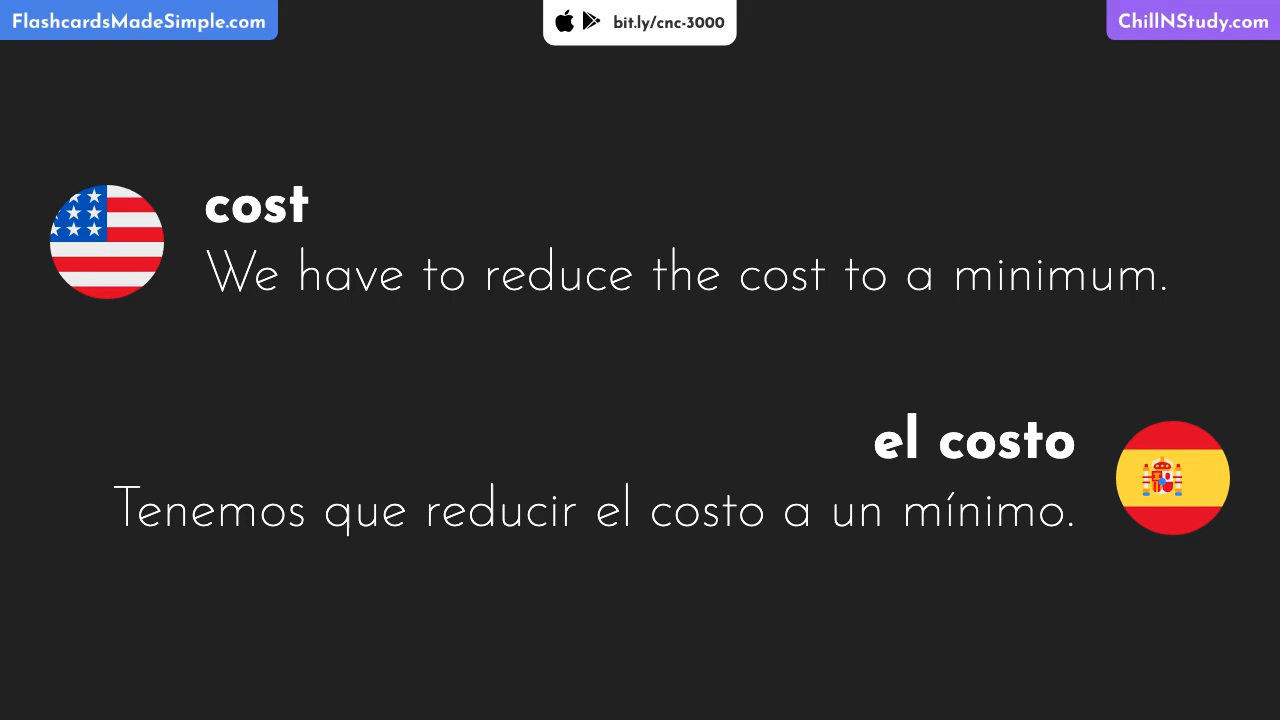 FlashcardsMadeSimple.com
bit.ly/cnc-3000
ChillNStudy.com
cost
We have to reduce the cost to a minimum.
el costo
Tenemos que reducir el costo a un mínimo.